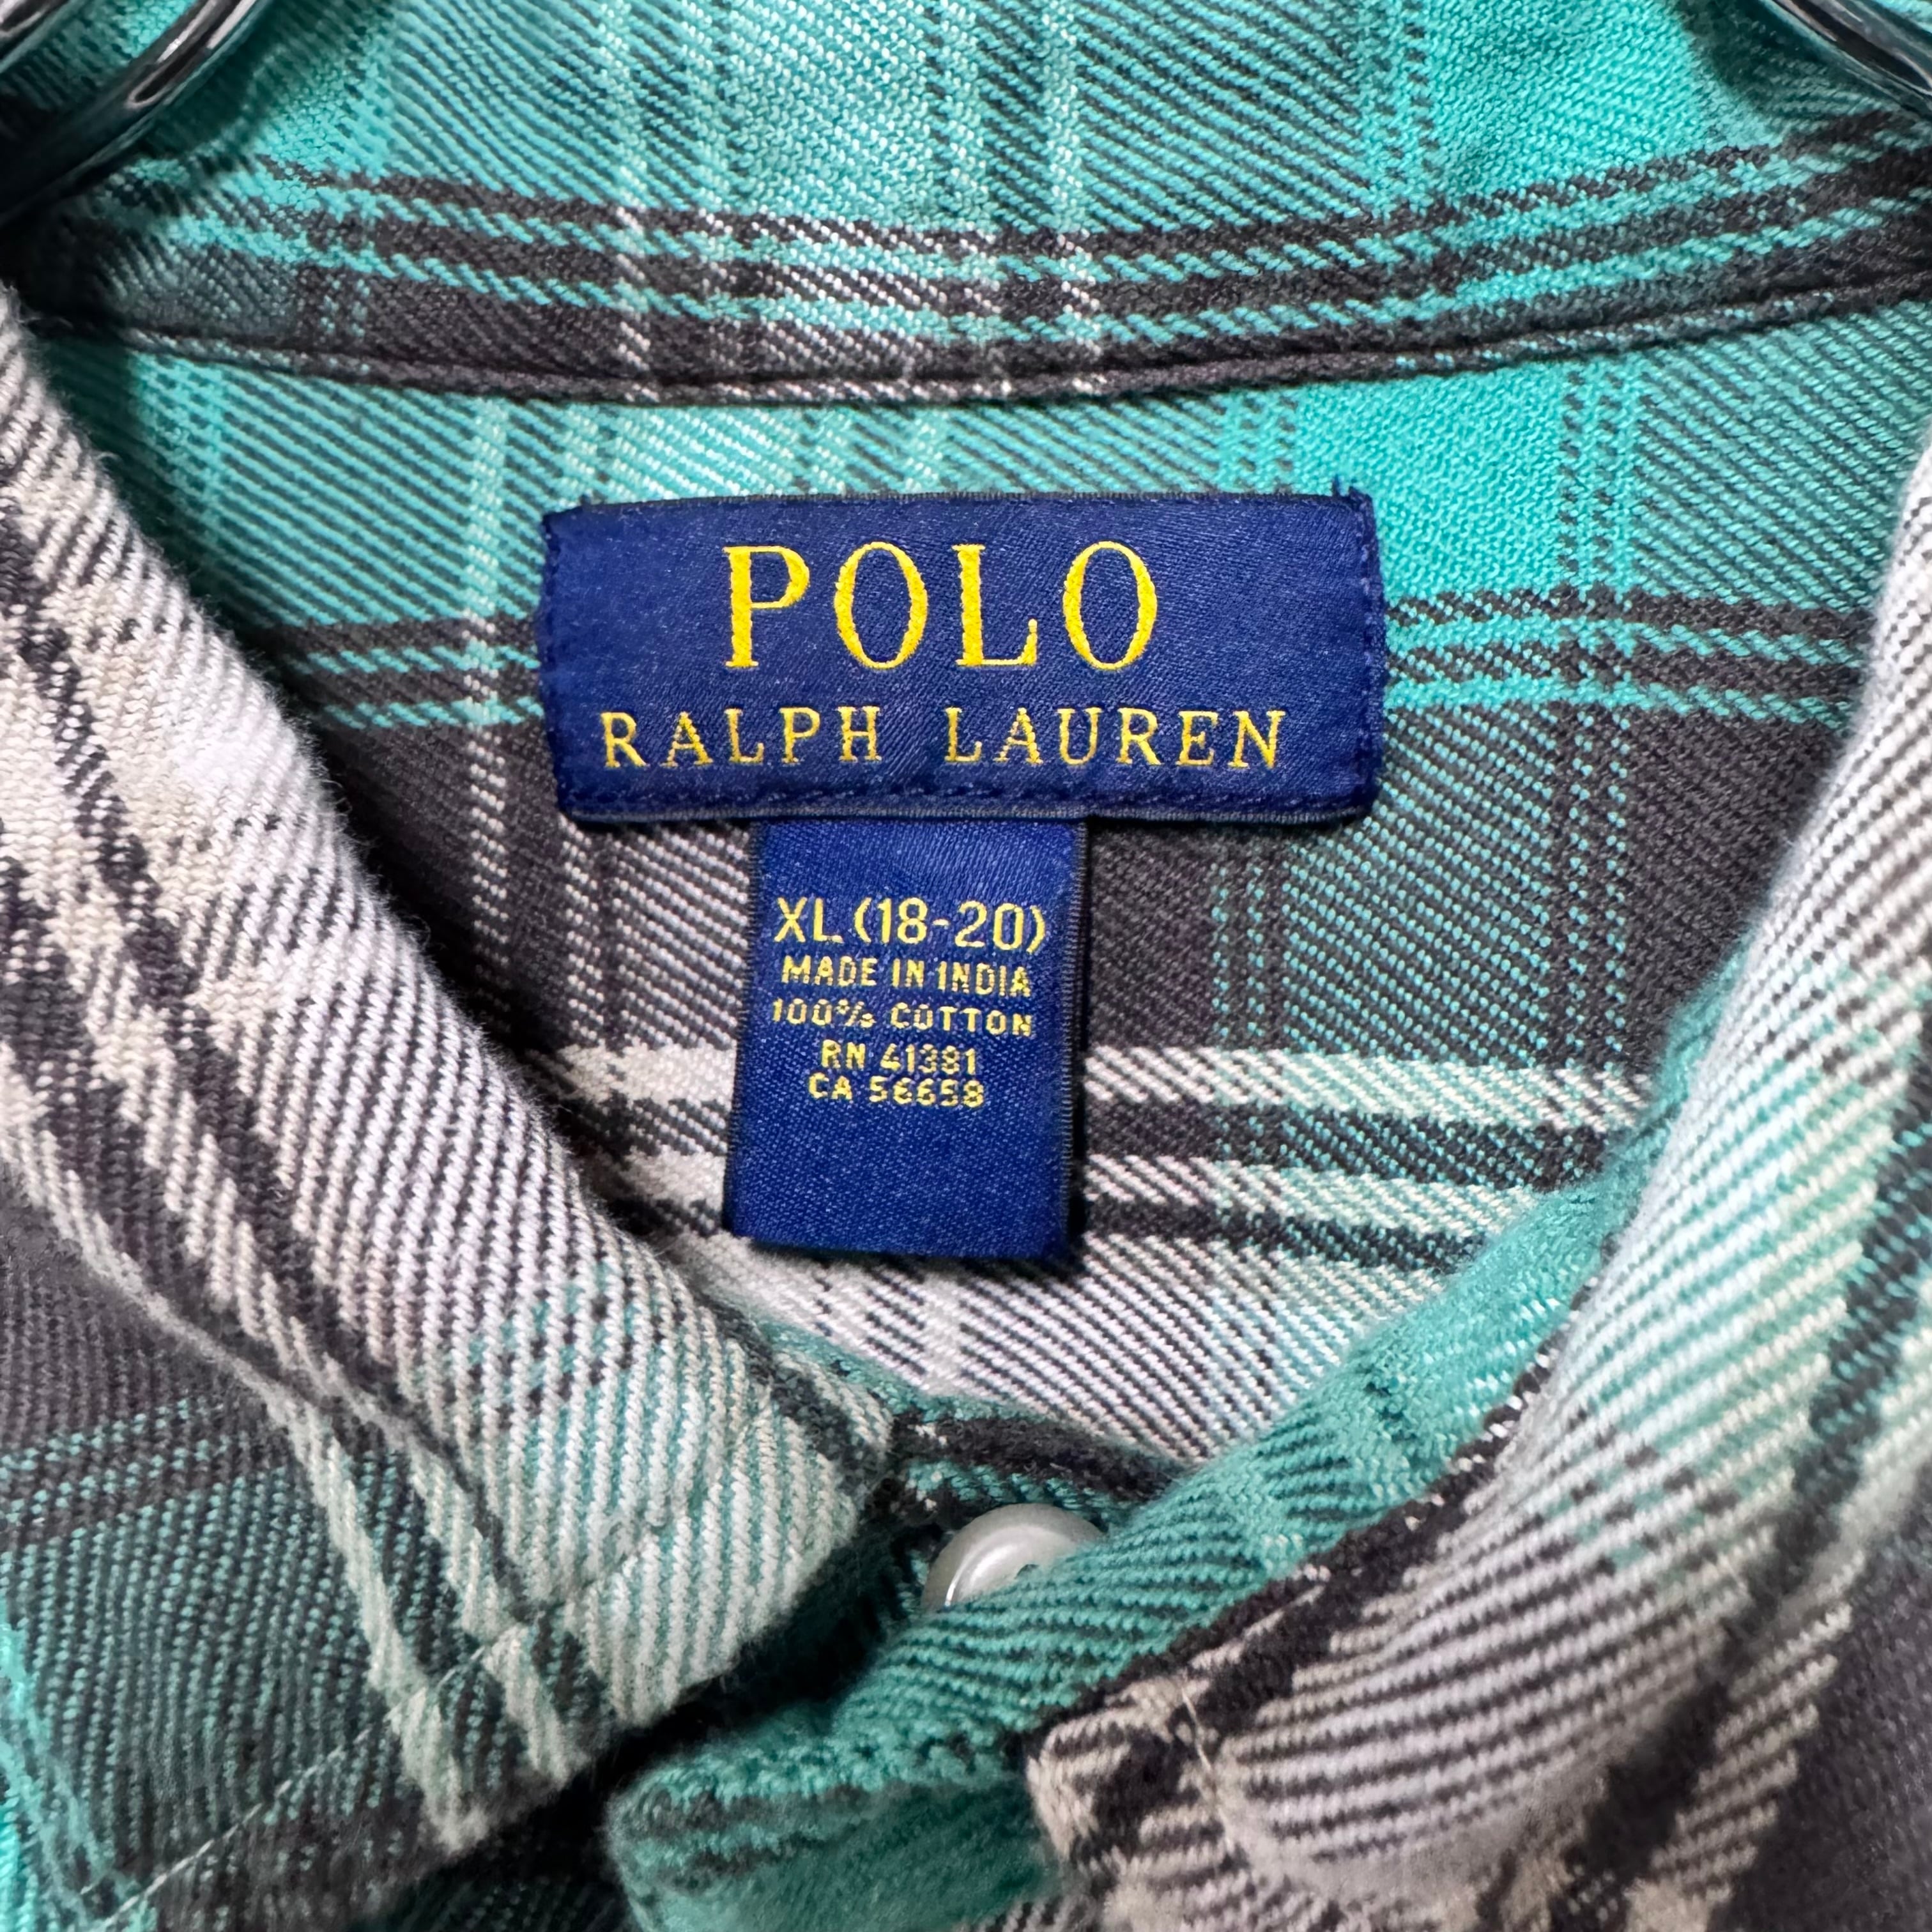 POLO
RALPH LAUREN
XL (18-20)
MADE IN INDIA
100% COTTON
RN 41381
CA 56658